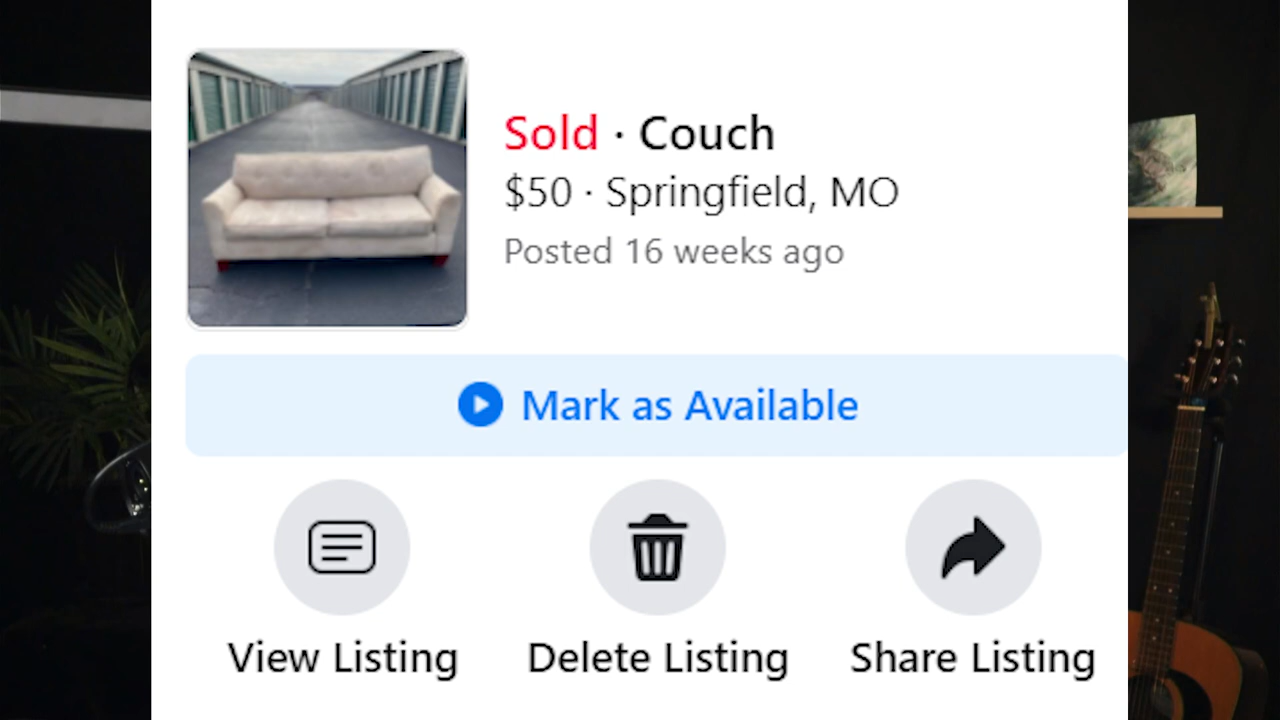 Sold · Couch
$50 · Springfield, MO
Posted 16 weeks ago
Mark as Available
View Listing
Delete Listing
Share Listing